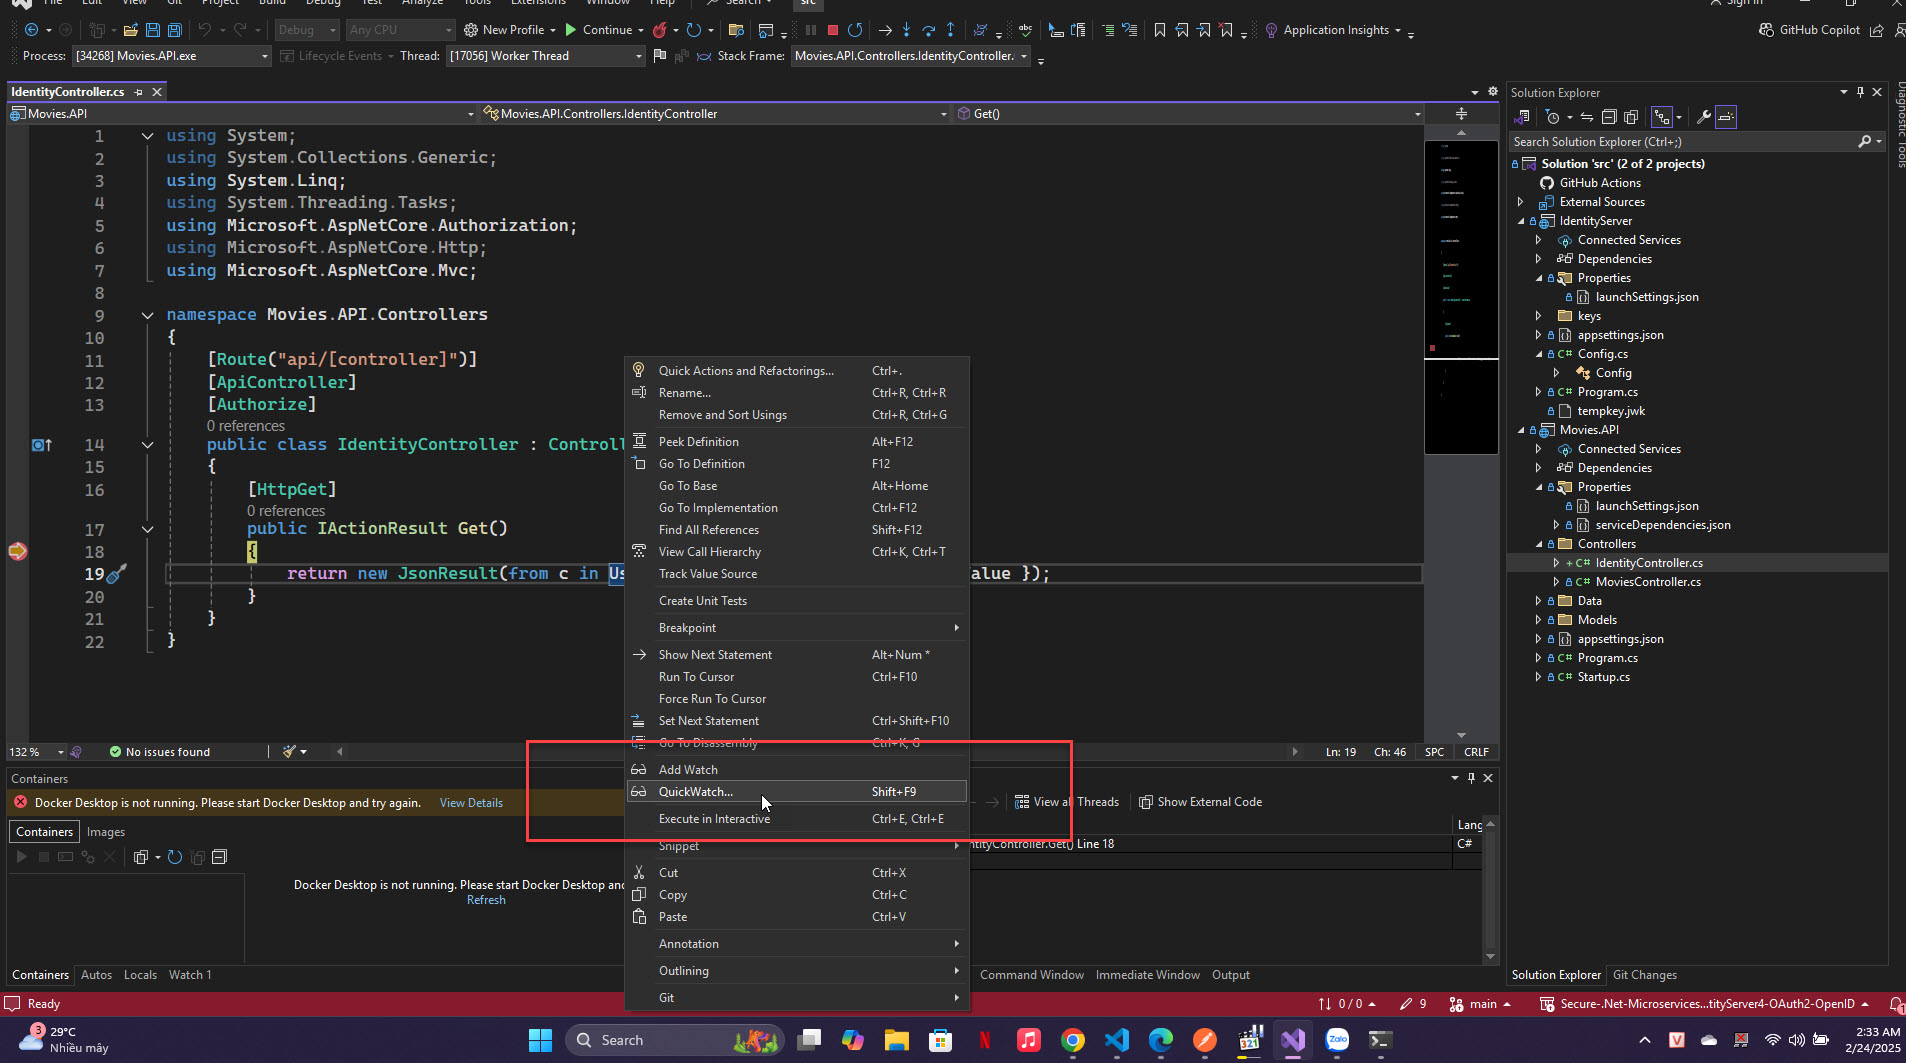 File Edit View Git Project Build Debug Test Analyze Tools Extensions Window Help Search src Sign in
Debug Any CPU New Profile Continue Application Insights GitHub Copilot
Process: [34268] Movies.API.exe Lifecycle Events Thread: [17056] Worker Thread Stack Frame: Movies.API.Controllers.IdentityController.
IdentityController.cs
Movies.API Movies.API.Controllers.IdentityController Get()
1 using System;
2 using System.Collections.Generic;
3 using System.Linq;
4 using System.Threading.Tasks;
5 using Microsoft.AspNetCore.Authorization;
6 using Microsoft.AspNetCore.Http;
7 using Microsoft.AspNetCore.Mvc;
8
9 namespace Movies.API.Controllers
10 {
11 [Route("api/[controller]")]
12 [ApiController]
13 [Authorize]
0 references
14 public class IdentityController : Controll
15 {
16 [HttpGet]
0 references
17 public IActionResult Get()
18 {
19 return new JsonResult(from c in Us alue });
20 }
21 }
22 }
Quick Actions and Refactorings... Ctrl+.
Rename... Ctrl+R, Ctrl+R
Remove and Sort Usings Ctrl+R, Ctrl+G
Peek Definition Alt+F12
Go To Definition F12
Go To Base Alt+Home
Go To Implementation Ctrl+F12
Find All References Shift+F12
View Call Hierarchy Ctrl+K, Ctrl+T
Track Value Source
Create Unit Tests
Breakpoint
Show Next Statement Alt+Num *
Run To Cursor Ctrl+F10
Force Run To Cursor
Set Next Statement Ctrl+Shift+F10
Go To Disassembly Ctrl+K, G
Add Watch
QuickWatch... Shift+F9
Execute in Interactive Ctrl+E, Ctrl+E
Snippet
Cut Ctrl+X
Copy Ctrl+C
Paste Ctrl+V
Annotation
Outlining
Git
132 % No issues found Ln: 19 Ch: 46 SPC CRLF
Containers
Docker Desktop is not running. Please start Docker Desktop and try again. View Details
Containers Images
Docker Desktop is not running. Please start Docker Desktop and
Refresh
View all Threads Show External Code
Lang
ntityController.Get() Line 18 C#
Containers Autos Locals Watch 1
Command Window Immediate Window Output
Solution Explorer
Search Solution Explorer (Ctrl+;)
Solution 'src' (2 of 2 projects)
GitHub Actions
External Sources
IdentityServer
Connected Services
Dependencies
Properties
launchSettings.json
keys
appsettings.json
C# Config.cs
Config
C# Program.cs
tempkey.jwk
Movies.API
Connected Services
Dependencies
Properties
launchSettings.json
serviceDependencies.json
Controllers
C# IdentityController.cs
C# MoviesController.cs
Data
Models
appsettings.json
C# Program.cs
C# Startup.cs
Solution Explorer Git Changes
Diagnostic Tools
Ready 0 / 0 9 main Secure-.Net-Microservices...tityServer4-OAuth2-OpenID
3 29°C
Nhiều mây
Search
321
Zalo
V
2:33 AM
2/24/2025